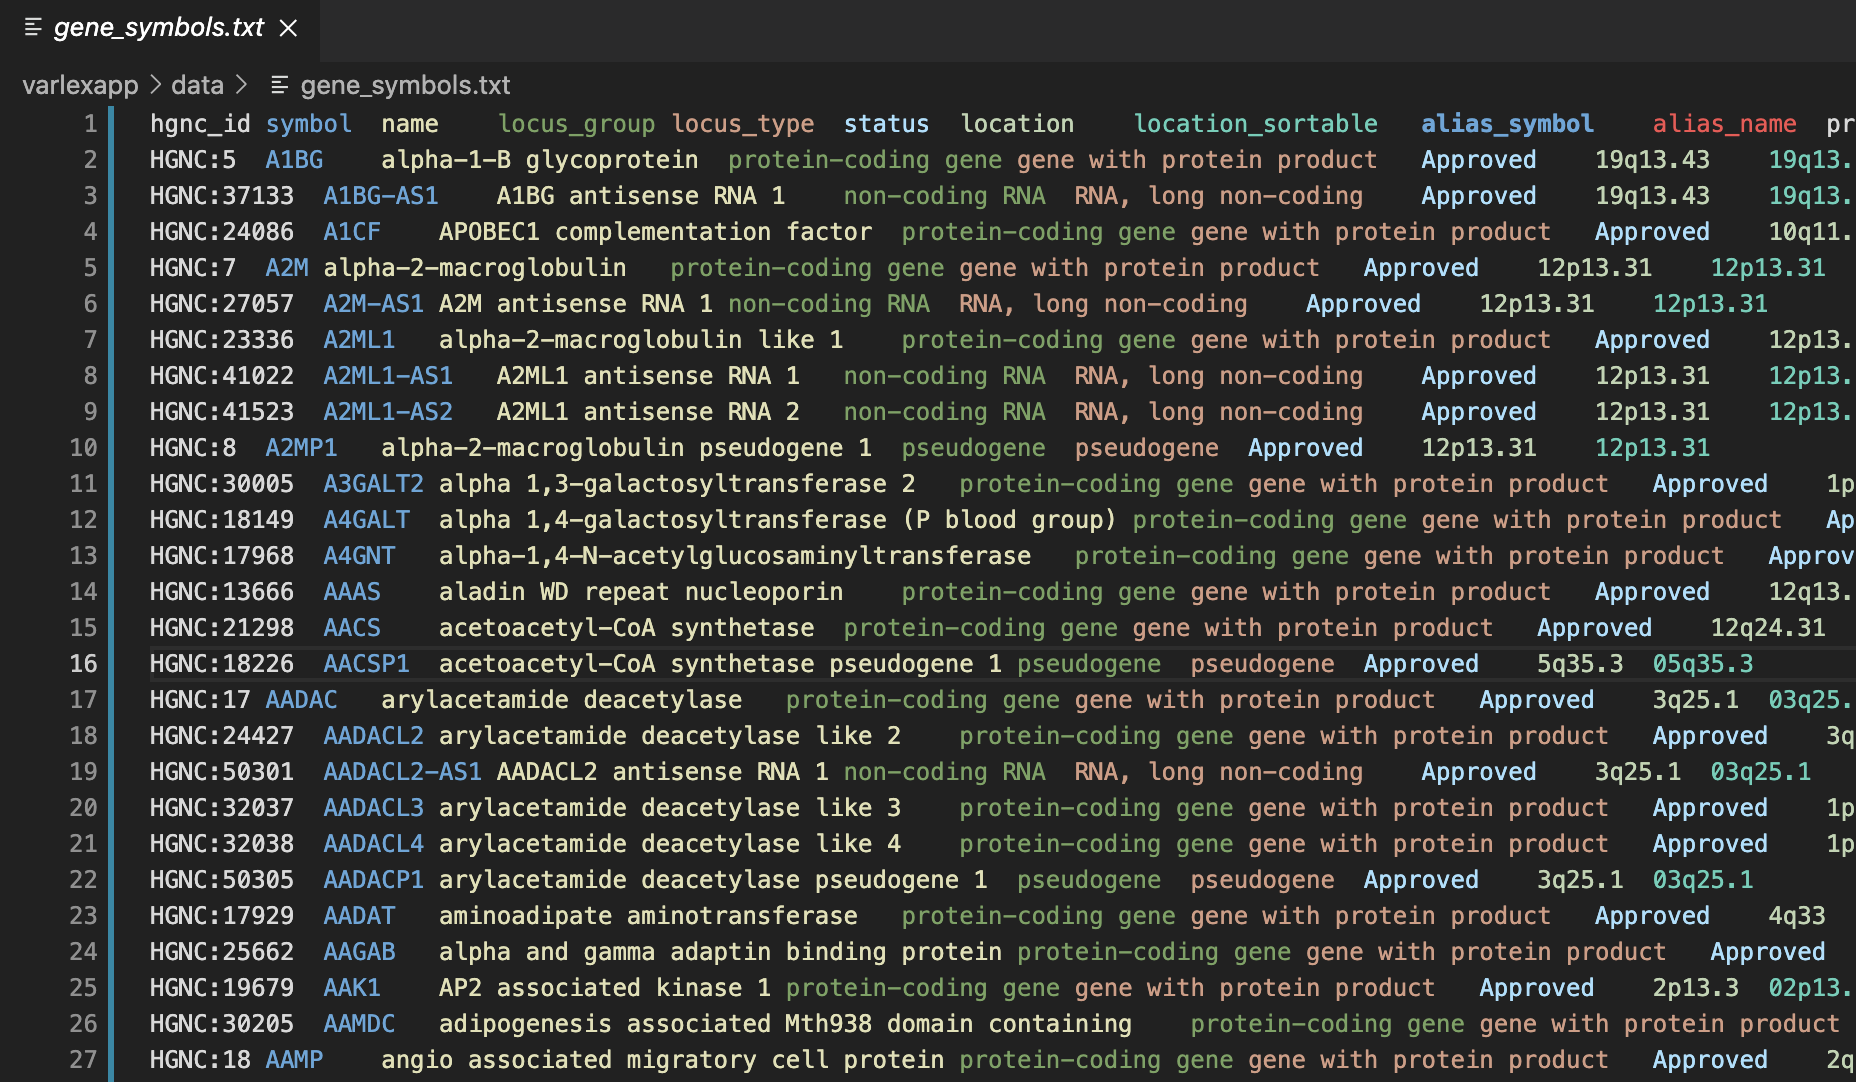 gene_symbols.txt
varlexapp > data > gene_symbols.txt
1 hgnc_id symbol name locus_group locus_type status location location_sortable alias_symbol alias_name pr
2 HGNC:5 A1BG alpha-1-B glycoprotein protein-coding gene gene with protein product Approved 19q13.43 19q13.
3 HGNC:37133 A1BG-AS1 A1BG antisense RNA 1 non-coding RNA RNA, long non-coding Approved 19q13.43 19q13.
4 HGNC:24086 A1CF APOBEC1 complementation factor protein-coding gene gene with protein product Approved 10q11.
5 HGNC:7 A2M alpha-2-macroglobulin protein-coding gene gene with protein product Approved 12p13.31 12p13.31
6 HGNC:27057 A2M-AS1 A2M antisense RNA 1 non-coding RNA RNA, long non-coding Approved 12p13.31 12p13.31
7 HGNC:23336 A2ML1 alpha-2-macroglobulin like 1 protein-coding gene gene with protein product Approved 12p13.
8 HGNC:41022 A2ML1-AS1 A2ML1 antisense RNA 1 non-coding RNA RNA, long non-coding Approved 12p13.31 12p13.
9 HGNC:41523 A2ML1-AS2 A2ML1 antisense RNA 2 non-coding RNA RNA, long non-coding Approved 12p13.31 12p13.
10 HGNC:8 A2MP1 alpha-2-macroglobulin pseudogene 1 pseudogene pseudogene Approved 12p13.31 12p13.31
11 HGNC:30005 A3GALT2 alpha 1,3-galactosyltransferase 2 protein-coding gene gene with protein product Approved 1p
12 HGNC:18149 A4GALT alpha 1,4-galactosyltransferase (P blood group) protein-coding gene gene with protein product Ap
13 HGNC:17968 A4GNT alpha-1,4-N-acetylglucosaminyltransferase protein-coding gene gene with protein product Approv
14 HGNC:13666 AAAS aladin WD repeat nucleoporin protein-coding gene gene with protein product Approved 12q13.
15 HGNC:21298 AACS acetoacetyl-CoA synthetase protein-coding gene gene with protein product Approved 12q24.31
16 HGNC:18226 AACSP1 acetoacetyl-CoA synthetase pseudogene 1 pseudogene pseudogene Approved 5q35.3 05q35.3
17 HGNC:17 AADAC arylacetamide deacetylase protein-coding gene gene with protein product Approved 3q25.1 03q25.
18 HGNC:24427 AADACL2 arylacetamide deacetylase like 2 protein-coding gene gene with protein product Approved 3q
19 HGNC:50301 AADACL2-AS1 AADACL2 antisense RNA 1 non-coding RNA RNA, long non-coding Approved 3q25.1 03q25.1
20 HGNC:32037 AADACL3 arylacetamide deacetylase like 3 protein-coding gene gene with protein product Approved 1p
21 HGNC:32038 AADACL4 arylacetamide deacetylase like 4 protein-coding gene gene with protein product Approved 1p
22 HGNC:50305 AADACP1 arylacetamide deacetylase pseudogene 1 pseudogene pseudogene Approved 3q25.1 03q25.1
23 HGNC:17929 AADAT aminoadipate aminotransferase protein-coding gene gene with protein product Approved 4q33
24 HGNC:25662 AAGAB alpha and gamma adaptin binding protein protein-coding gene gene with protein product Approved
25 HGNC:19679 AAK1 AP2 associated kinase 1 protein-coding gene gene with protein product Approved 2p13.3 02p13.
26 HGNC:30205 AAMDC adipogenesis associated Mth938 domain containing protein-coding gene gene with protein product
27 HGNC:18 AAMP angio associated migratory cell protein protein-coding gene gene with protein product Approved 2q